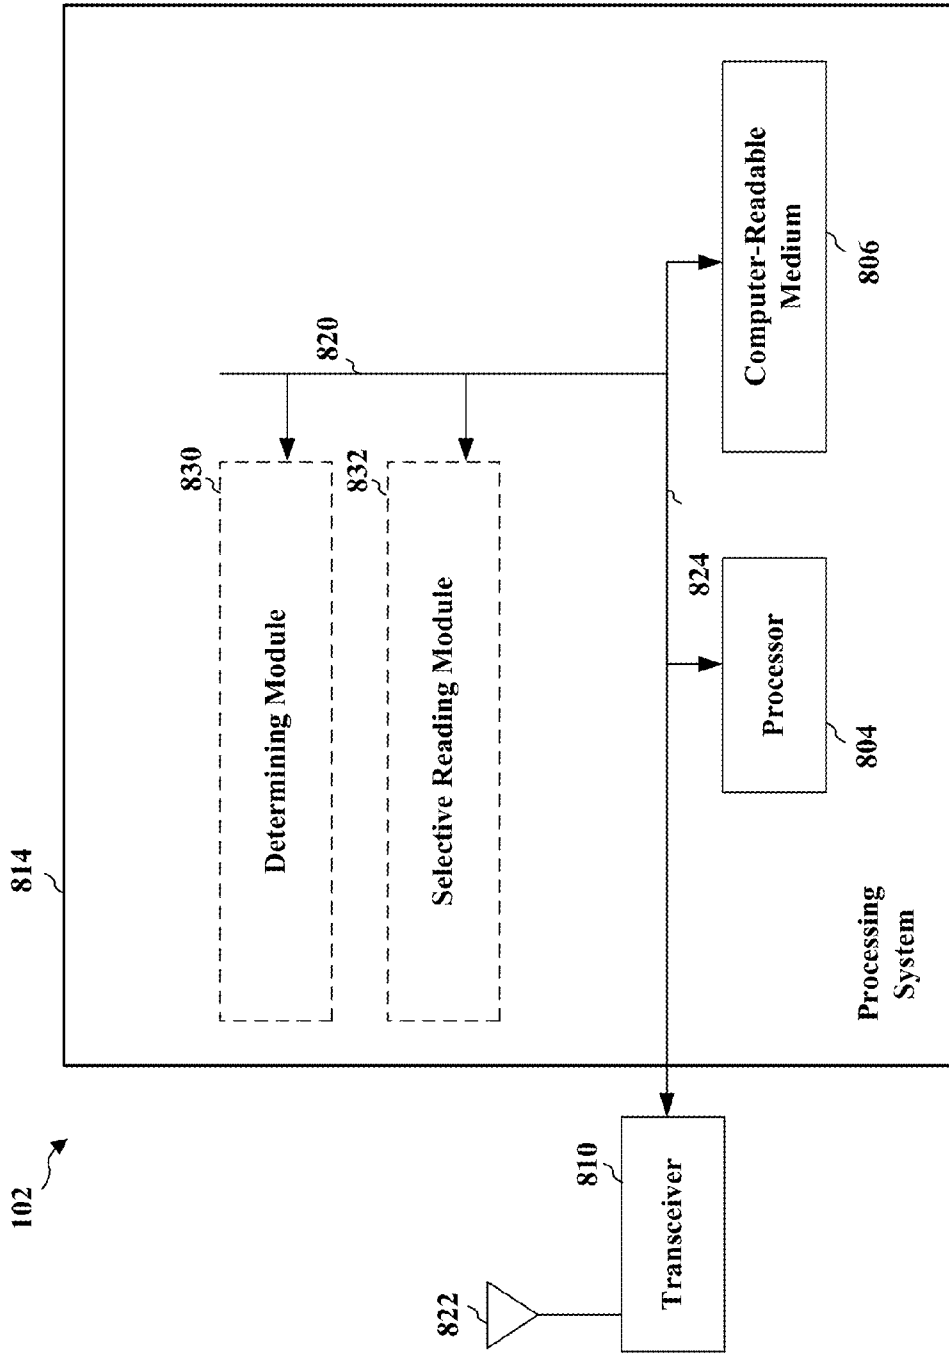 102
814
822
810
Transceiver
830
Determining Module
832
Selective Reading Module
820
824
Processor
804
Computer-Readable
Medium
806
Processing
System